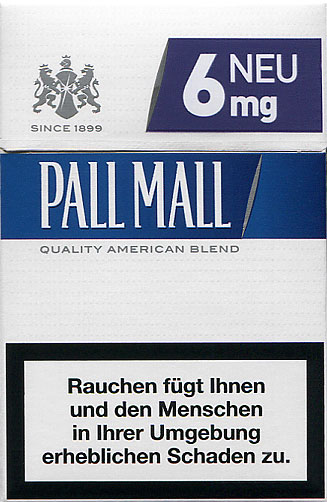 6 NEU
mg
SINCE 1899
PALL MALL
QUALITY AMERICAN BLEND
Rauchen fügt Ihnen
und den Menschen
in Ihrer Umgebung
erheblichen Schaden zu.